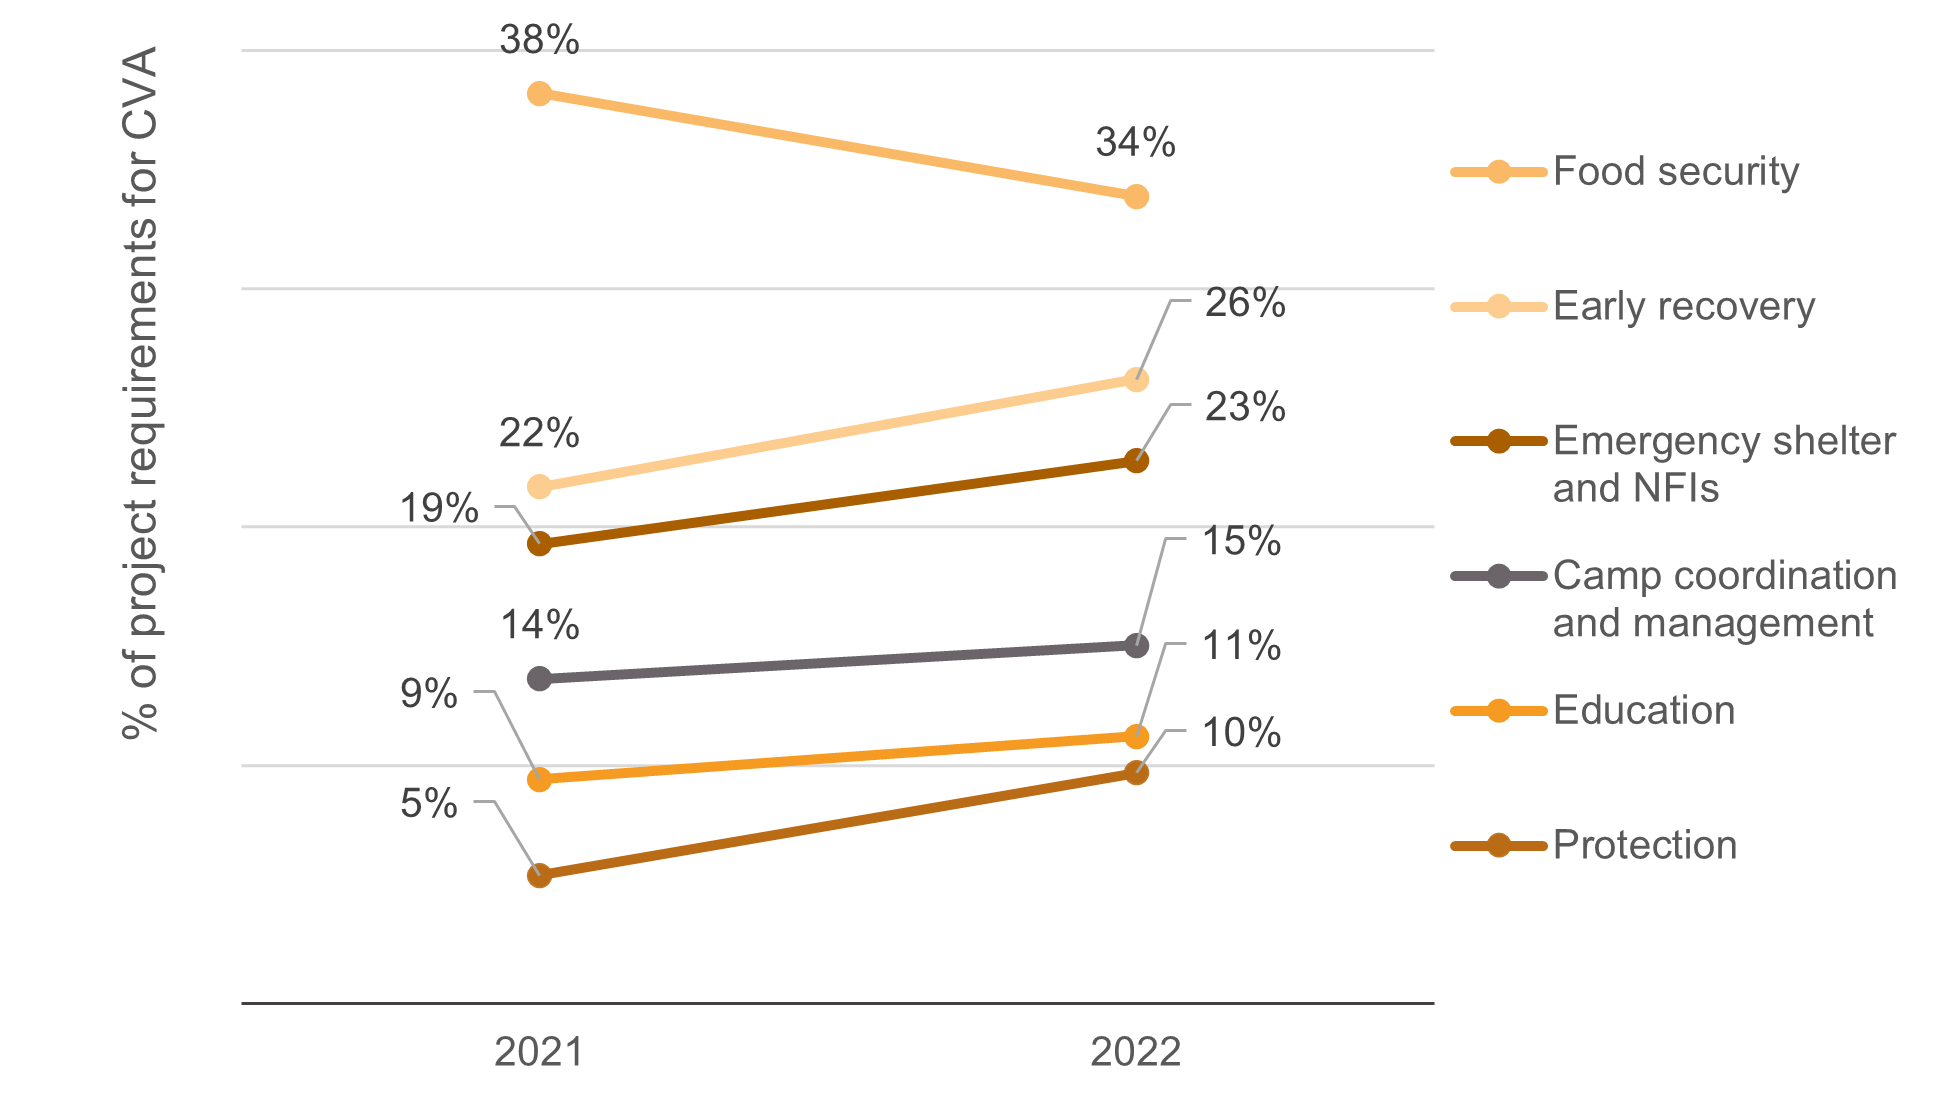 % of project requirements for CVA
38%
34%
26%
23%
22%
19%
15%
14%
11%
9%
10%
5%
2021
2022
Food security
Early recovery
Emergency shelter
and NFIs
Camp coordination
and management
Education
Protection